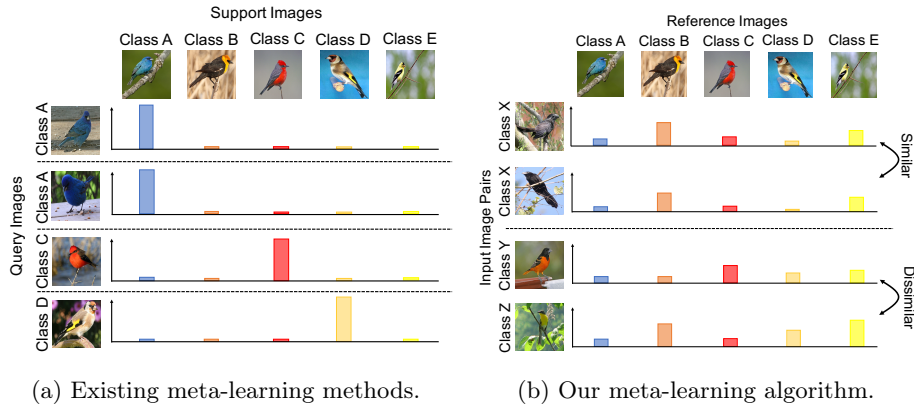 Support Images
Class A Class B Class C Class D Class E
Query Images
Class A
Class A
Class C
Class D
(a) Existing meta-learning methods.
Reference Images
Class A Class B Class C Class D Class E
Input Image Pairs
Class X
Class X
Similar
Class Y
Class Z
Dissimilar
(b) Our meta-learning algorithm.